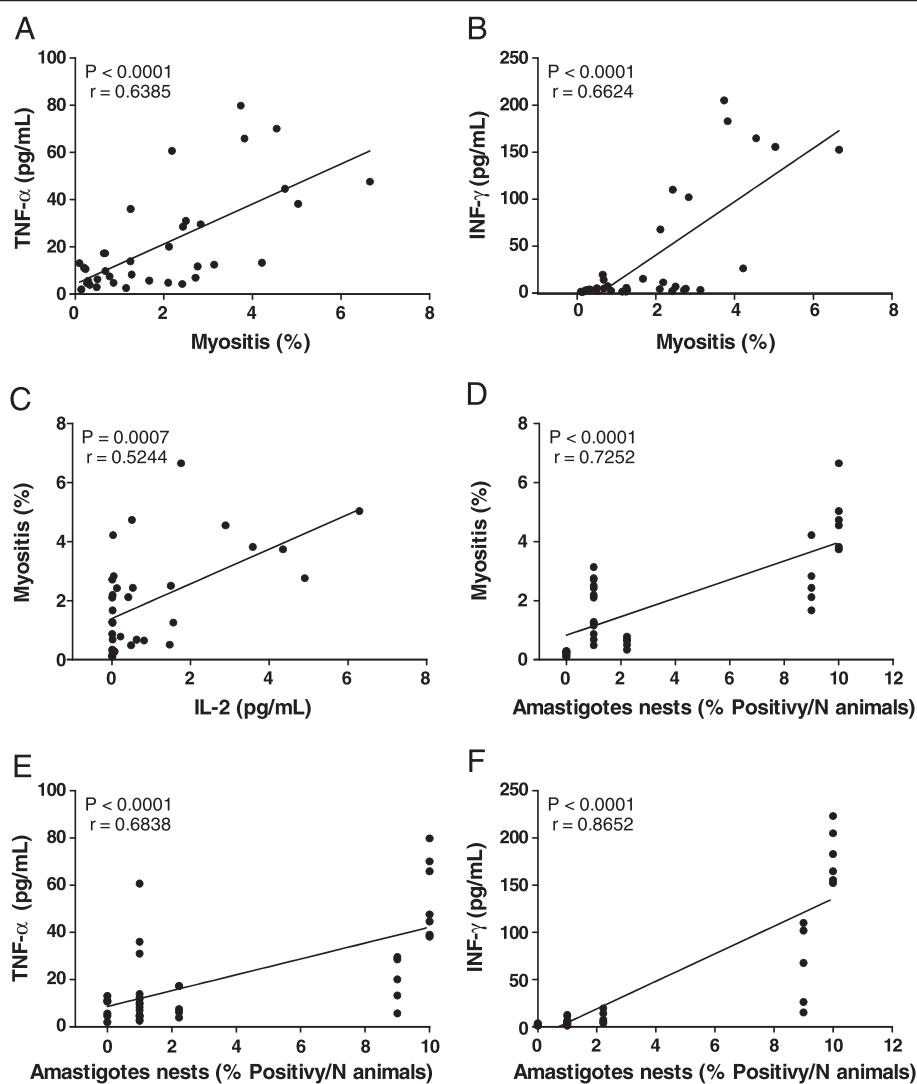 A
B
100
80
60
40
20
0
TNF-α (pg/mL)
P < 0.0001
r = 0.6385
0 2 4 6 8
Myositis (%)
250
200
150
100
50
0
INF-γ (pg/mL)
P < 0.0001
r = 0.6624
0 2 4 6 8
Myositis (%)
C
D
8
6
4
2
0
Myositis (%)
P = 0.0007
r = 0.5244
0 2 4 6 8
IL-2 (pg/mL)
8
6
4
2
0
Myositis (%)
P < 0.0001
r = 0.7252
0 2 4 6 8 10 12
Amastigotes nests (% Positivy/N animals)
E
F
100
80
60
40
20
0
TNF-α (pg/mL)
P < 0.0001
r = 0.6838
0 2 4 6 8 10
Amastigotes nests (% Positivy/N animals)
250
200
150
100
50
0
INF-γ (pg/mL)
P < 0.0001
r = 0.8652
0 2 4 6 8 10 12
Amastigotes nests (% Positivy/N animals)